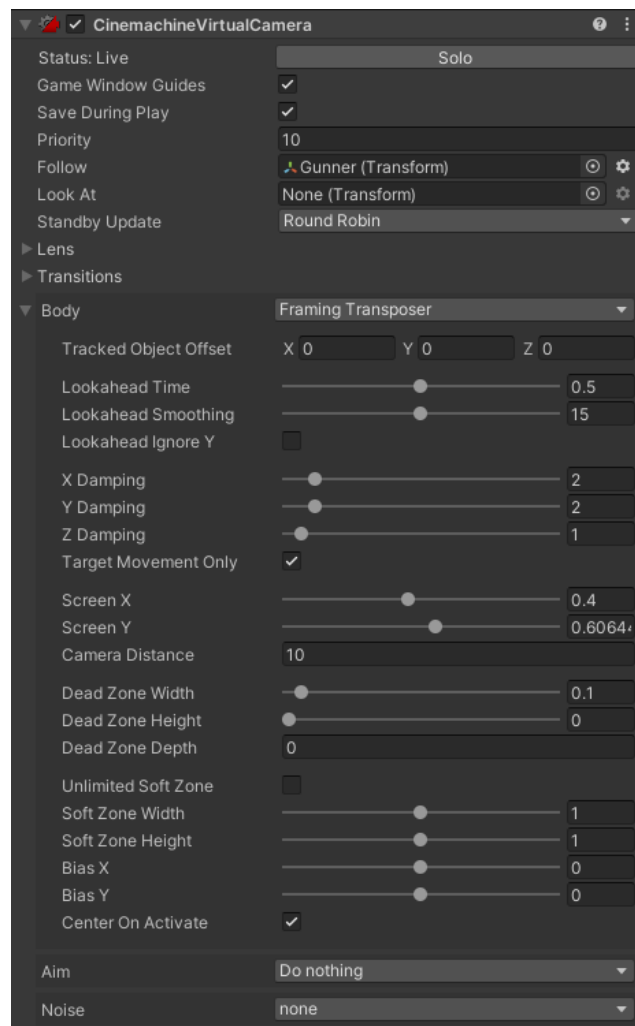 CinemachineVirtualCamera
Status: Live Solo
Game Window Guides
Save During Play
Priority 10
Follow Gunner (Transform)
Look At None (Transform)
Standby Update Round Robin
Lens
Transitions
Body Framing Transposer
Tracked Object Offset X 0 Y 0 Z 0
Lookahead Time 0.5
Lookahead Smoothing 15
Lookahead Ignore Y
X Damping 2
Y Damping 2
Z Damping 1
Target Movement Only
Screen X 0.4
Screen Y 0.6064
Camera Distance 10
Dead Zone Width 0.1
Dead Zone Height 0
Dead Zone Depth 0
Unlimited Soft Zone
Soft Zone Width 1
Soft Zone Height 1
Bias X 0
Bias Y 0
Center On Activate
Aim Do nothing
Noise none